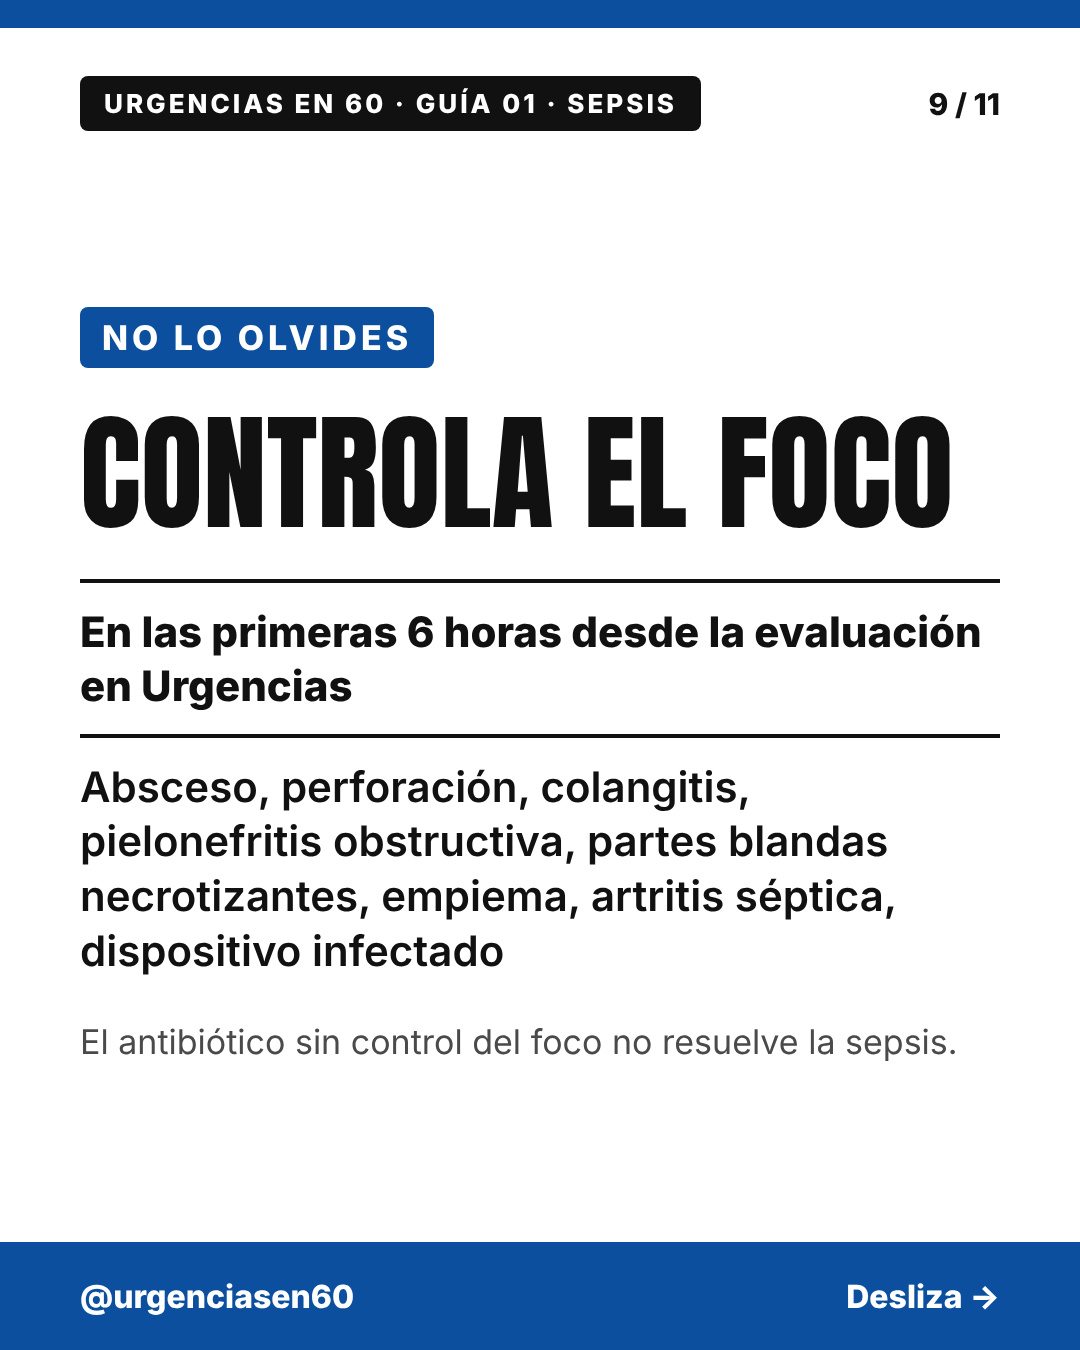 URGENCIAS EN 60 · GUÍA 01 · SEPSIS
9 / 11
NO LO OLVIDES
CONTROLA EL FOCO
En las primeras 6 horas desde la evaluación
en Urgencias
Absceso, perforación, colangitis,
pielonefritis obstructiva, partes blandas
necrotizantes, empiema, artritis séptica,
dispositivo infectado
El antibiótico sin control del foco no resuelve la sepsis.
@urgenciasen60
Desliza →